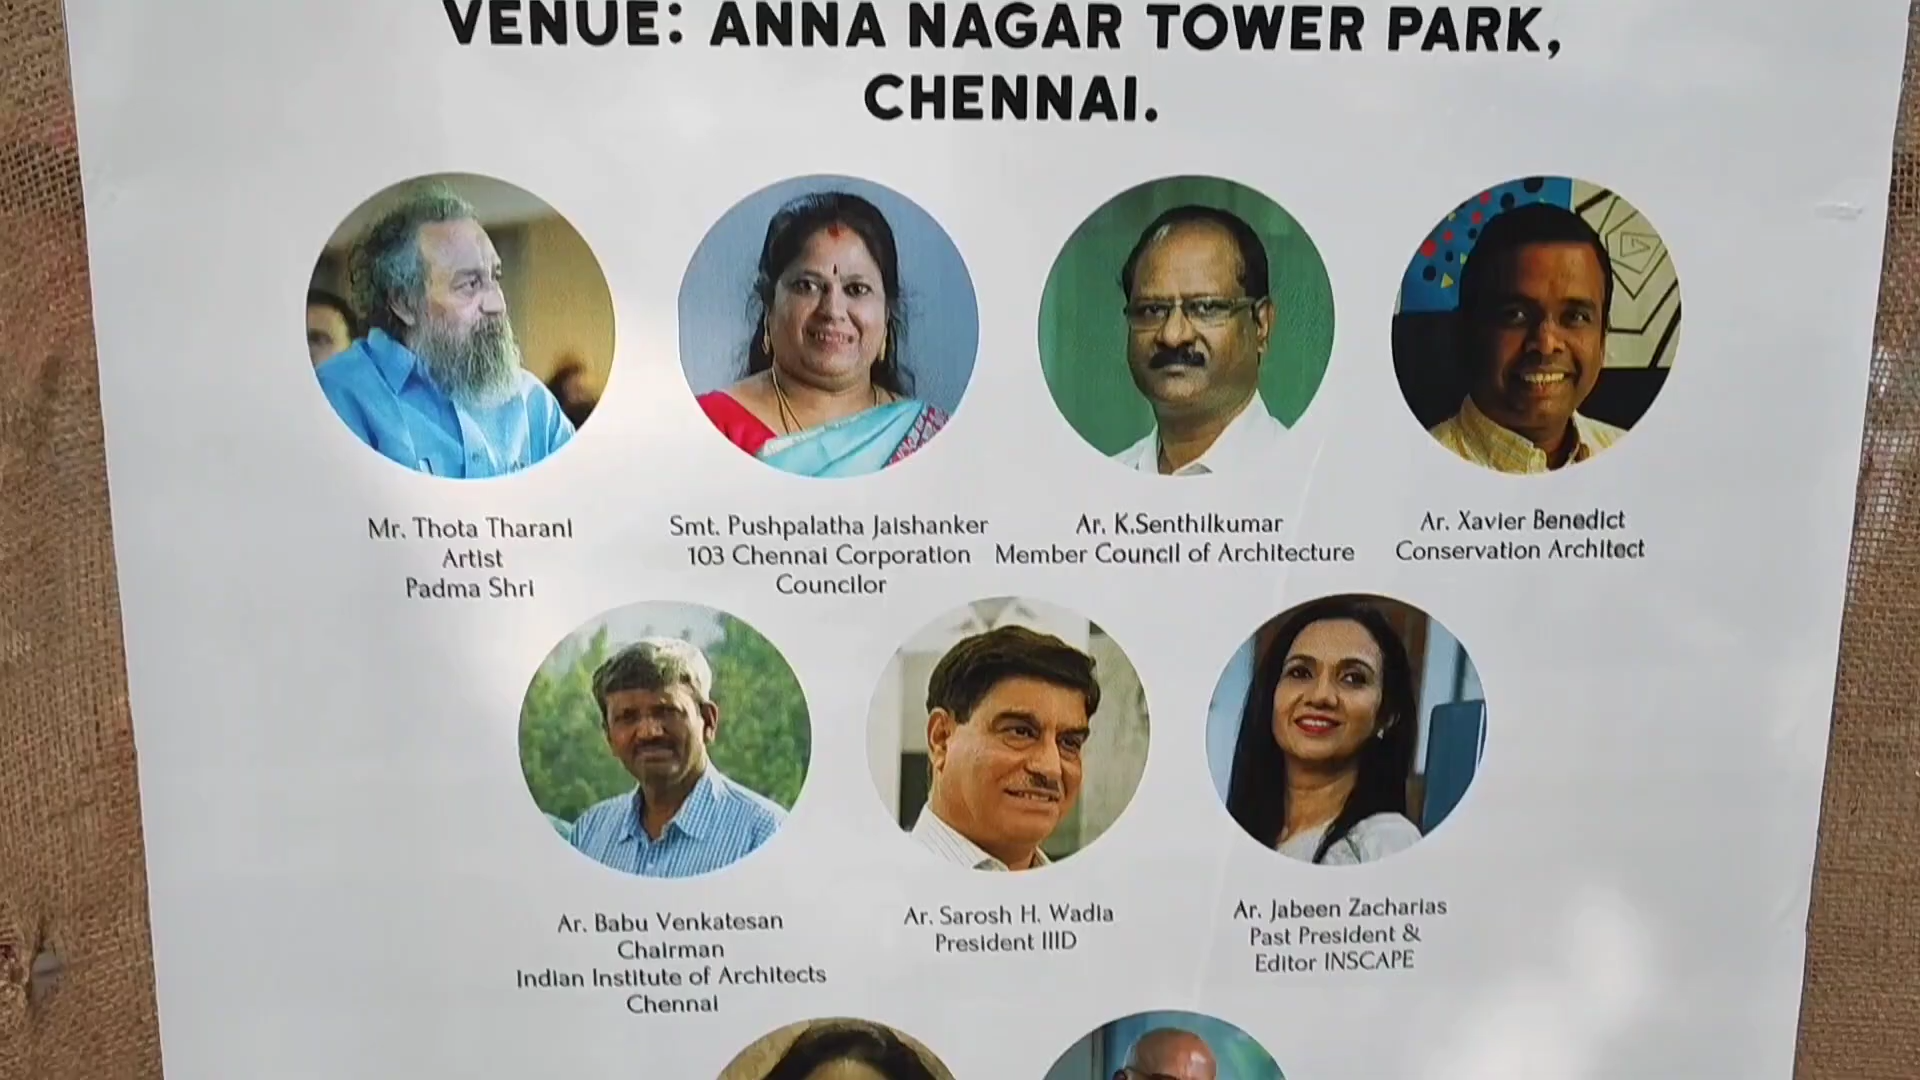 VENUE: ANNA NAGAR TOWER PARK,
CHENNAI.
Mr. Thota Tharani
Artist
Padma Shri
Smt. Pushpalatha Jaishanker
103 Chennai Corporation
Councilor
Ar. K.Senthilkumar
Member Council of Architecture
Ar. Xavier Benedict
Conservation Architect
Ar. Babu Venkatesan
Chairman
Indian Institute of Architects
Chennai
Ar. Sarosh H. Wadia
President IIID
Ar. Jabeen Zacharias
Past President &
Editor INSCAPE